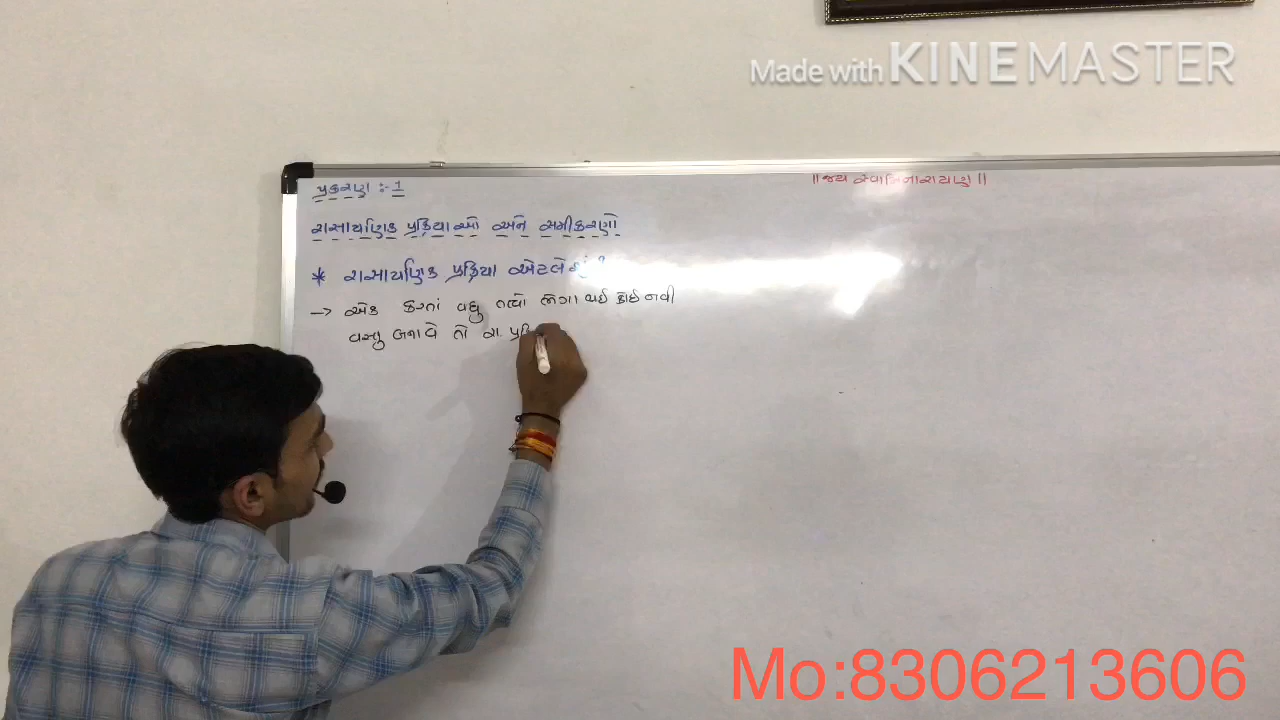 Made with KINEMASTER
પ્રકરણ :- 1
॥ જય સ્વામિનારાયણ ॥
રાસાયણિક પ્રક્રિયાઓ અને સમીકરણો
* રાસાયણિક પ્રક્રિયા એટલે શું?
→ એક કરતાં વધુ તત્વો ભેગા થઈ કોઈ નવી
વસ્તુ બનાવે તો રા. પ્રક્રિ
Mo:8306213606